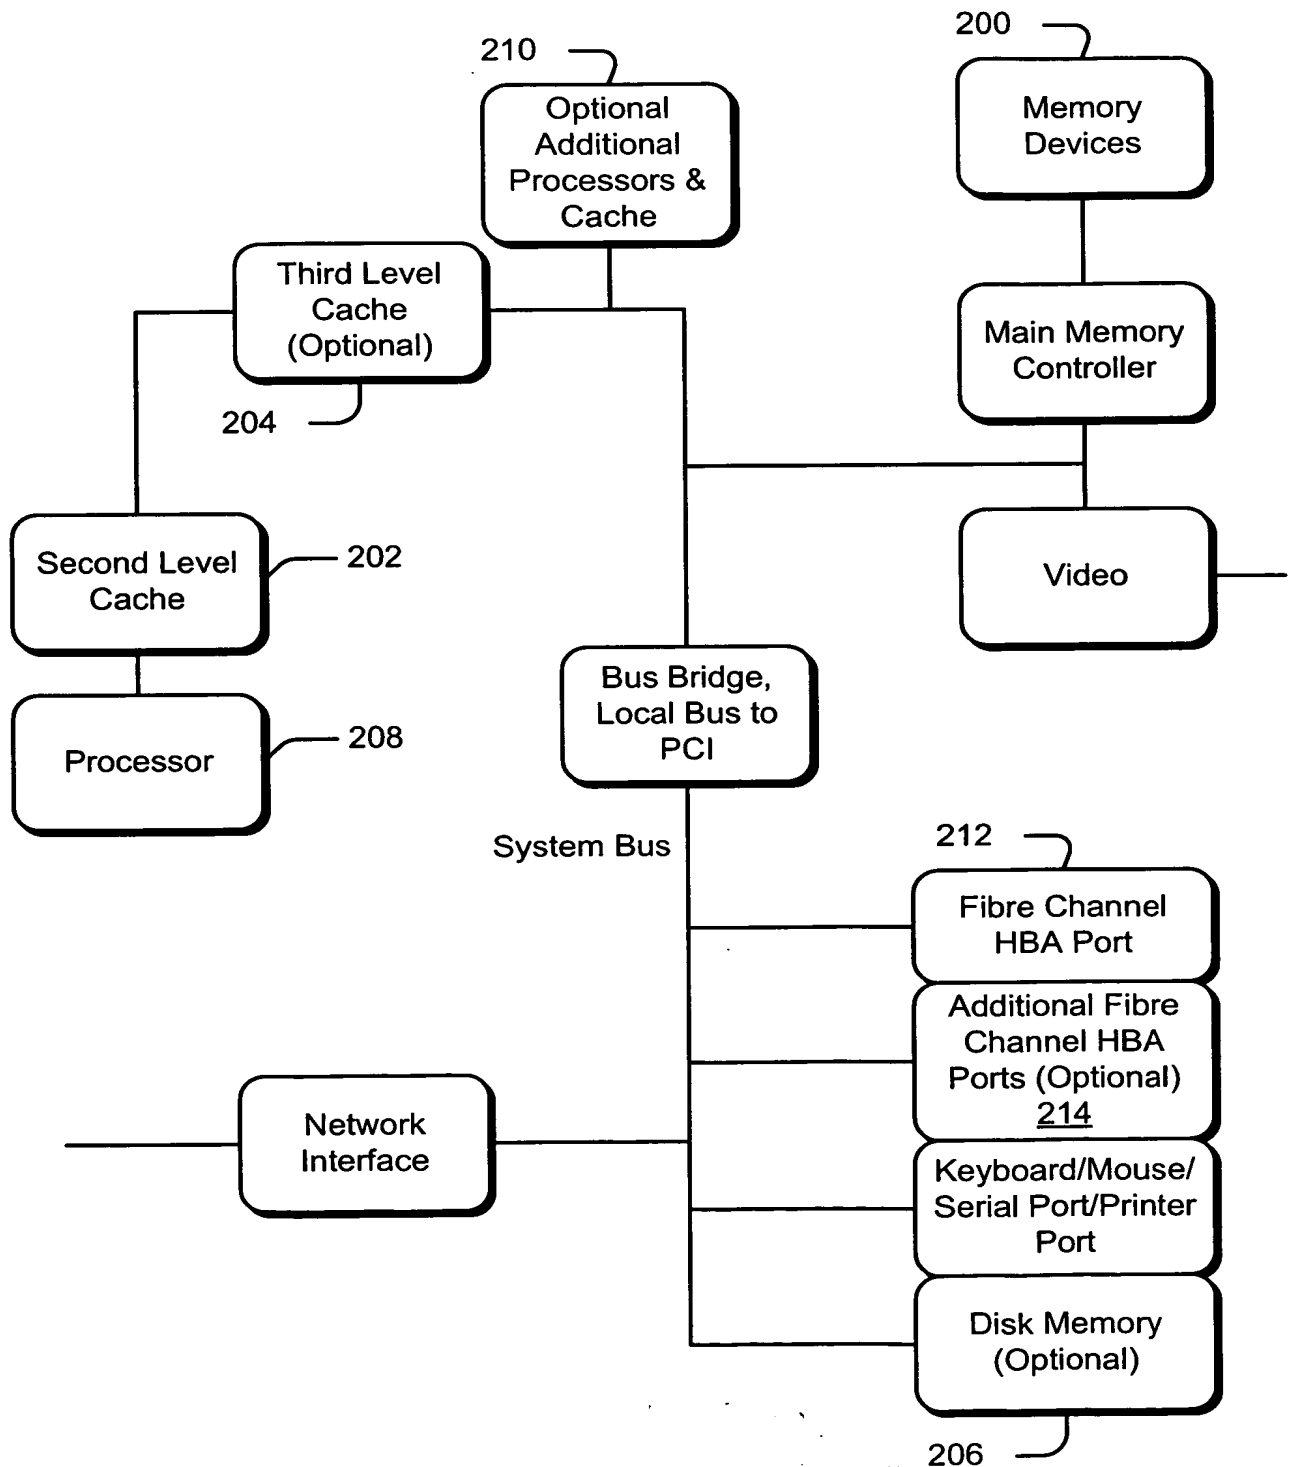 210
200
Optional
Additional
Processors &
Cache
Memory
Devices
Third Level
Cache
(Optional)
Main Memory
Controller
204
Second Level
Cache
202
Video
Bus Bridge,
Local Bus to
PCI
Processor
208
System Bus
212
Fibre Channel
HBA Port
Additional Fibre
Channel HBA
Ports (Optional)
214
Network
Interface
Keyboard/Mouse/
Serial Port/Printer
Port
Disk Memory
(Optional)
206